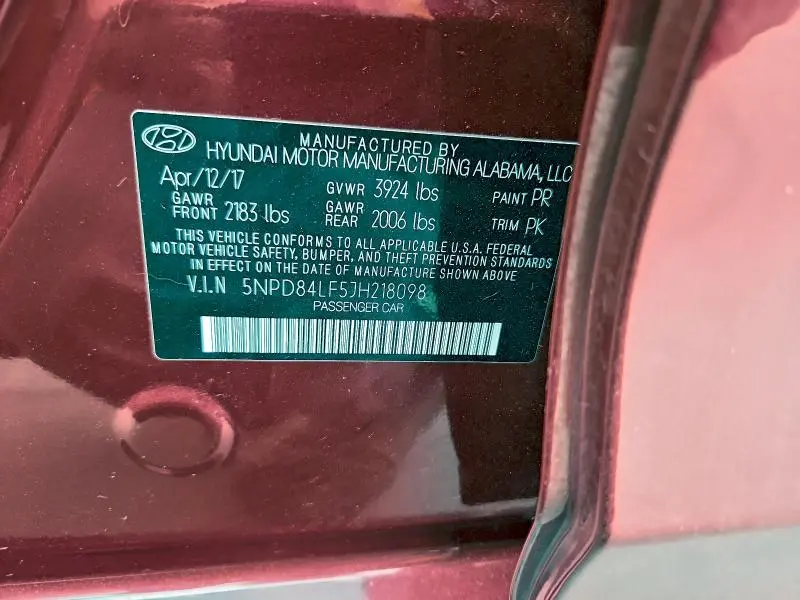 MANUFACTURED BY
HYUNDAI MOTOR MANUFACTURING ALABAMA, LLC
Apr/12/17 GVWR 3924 lbs PAINT PR
GAWR FRONT 2183 lbs GAWR REAR 2006 lbs TRIM PK
THIS VEHICLE CONFORMS TO ALL APPLICABLE U.S.A. FEDERAL
MOTOR VEHICLE SAFETY, BUMPER, AND THEFT PREVENTION STANDARDS
IN EFFECT ON THE DATE OF MANUFACTURE SHOWN ABOVE
V.I.N 5NPD84LF5JH218098
PASSENGER CAR